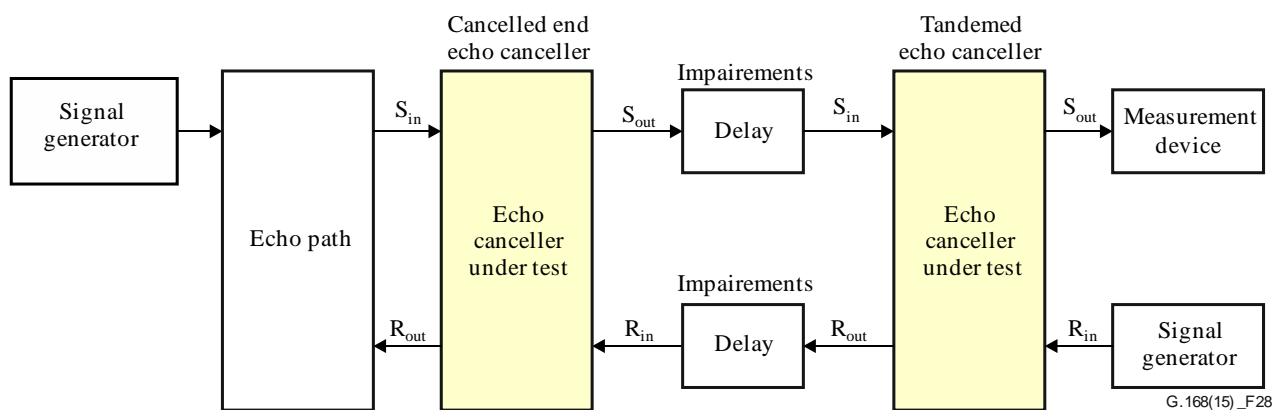 Cancelled end
echo canceller
Tandemed
echo canceller
Impairements
Signal
generator
S_in
S_out
Delay
S_in
S_out
Measurement
device
Echo path
Echo
canceller
under test
Echo
canceller
under test
Impairements
R_out
R_in
Delay
R_out
R_in
Signal
generator
G.168(15)_F28